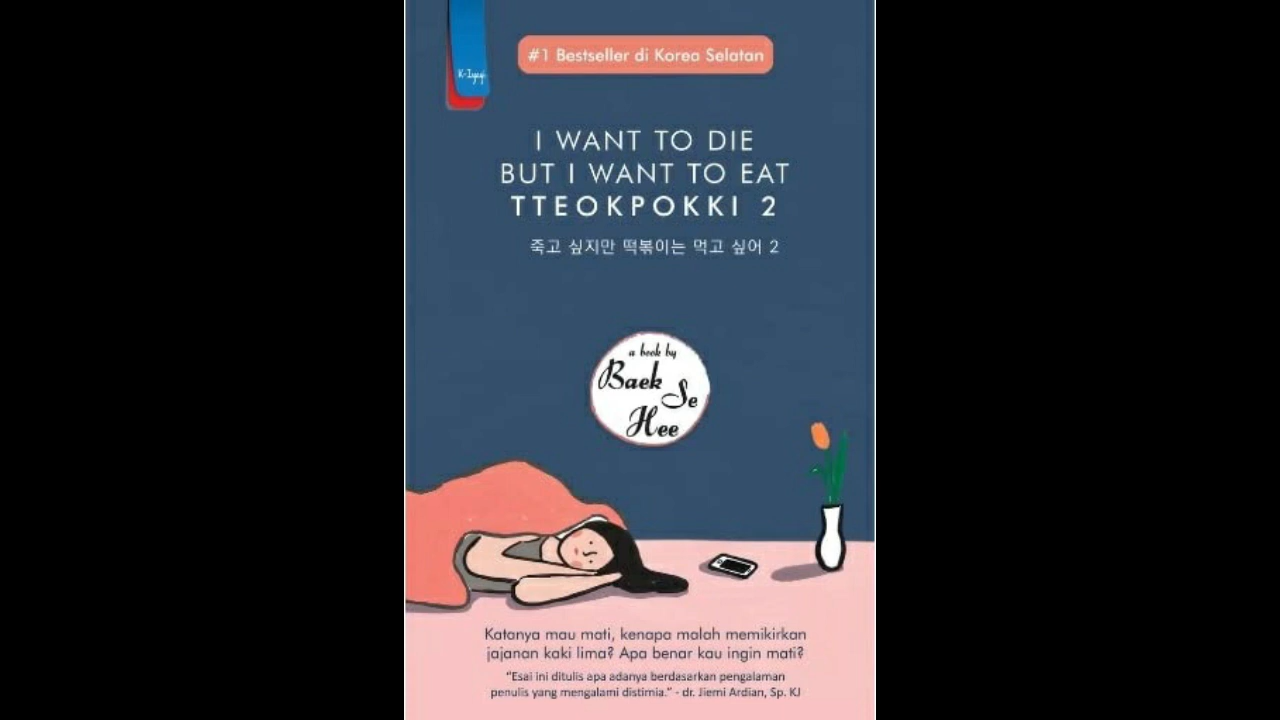 K-Iyagi
#1 Bestseller di Korea Selatan
I WANT TO DIE
BUT I WANT TO EAT
TTEOKPOKKI 2
죽고 싶지만 떡볶이는 먹고 싶어 2
a book by
Baek
Se
Hee
Katanya mau mati, kenapa malah memikirkan
jajanan kaki lima? Apa benar kau ingin mati?
“Esai ini ditulis apa adanya berdasarkan pengalaman
penulis yang mengalami distimia.” - dr. Jiemi Ardian, Sp. KJ